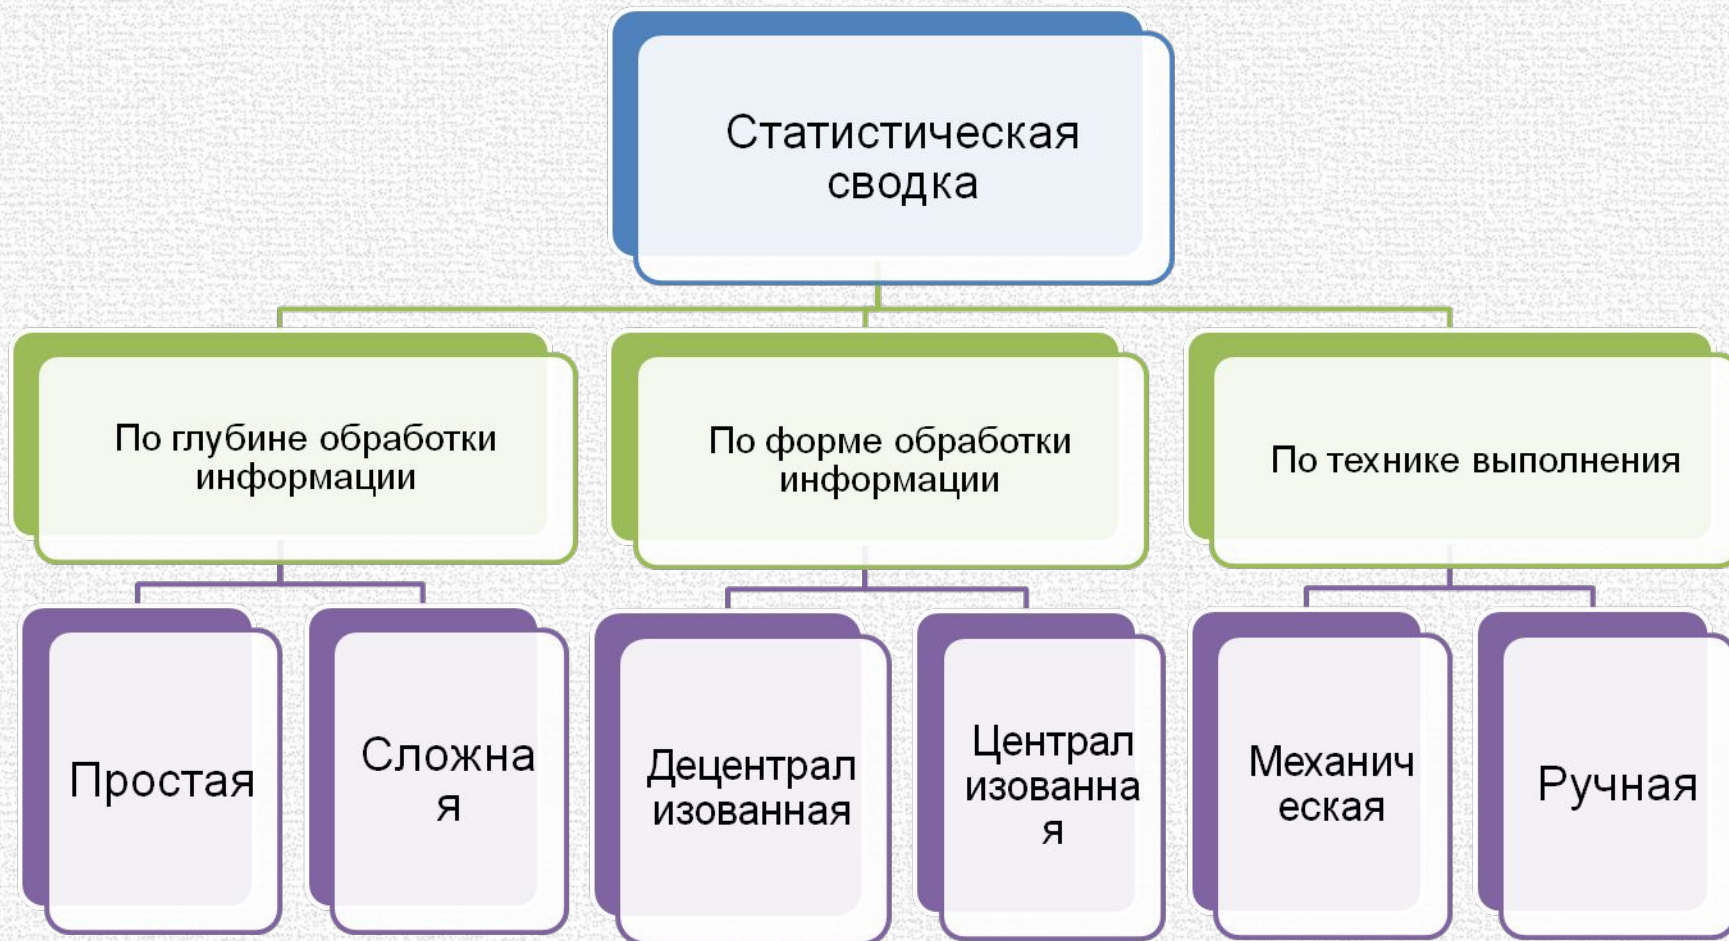 Статистическая
сводка
По глубине обработки
информации
По форме обработки
информации
По технике выполнения
Простая
Сложна
я
Децентрал
изованная
Централ
изованна
я
Механич
еская
Ручная